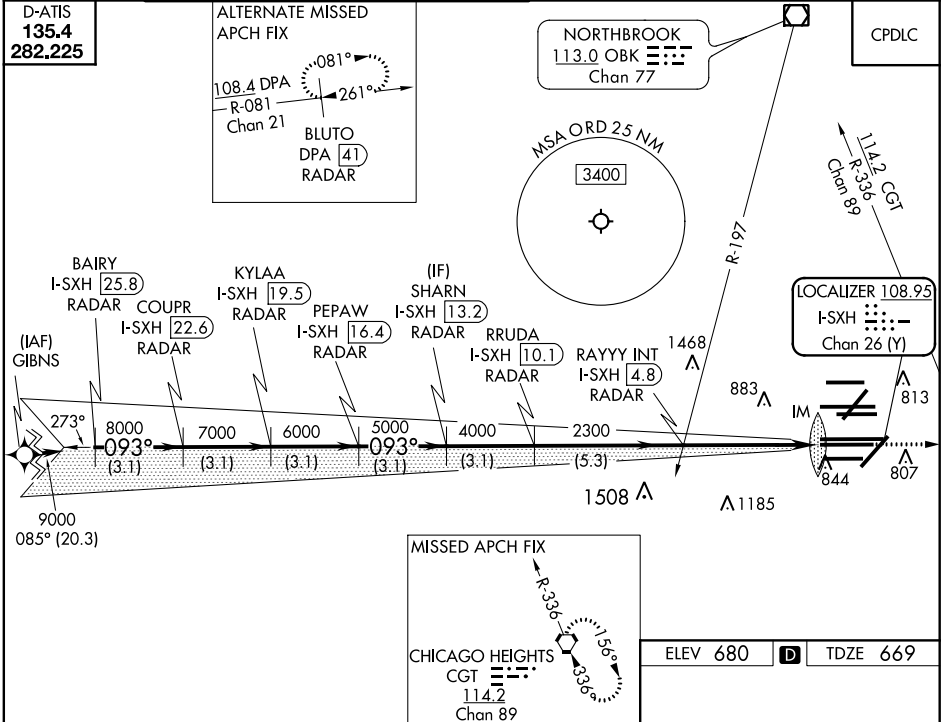 D-ATIS
135.4
282.225
ALTERNATE MISSED
APCH FIX
108.4 DPA
R-081
Chan 21
081°
261°
BLUTO
DPA 41
RADAR
NORTHBROOK
113.0 OBK
Chan 77
CPDLC
MSA ORD 25 NM
3400
R-197
114.2 CGT
R-336
Chan 89
LOCALIZER 108.95
I-SXH
Chan 26 (Y)
(IAF)
GIBNS
BAIRY
I-SXH 25.8
RADAR
COUPR
I-SXH 22.6
RADAR
KYLAA
I-SXH 19.5
RADAR
PEPAW
I-SXH 16.4
RADAR
(IF)
SHARN
I-SXH 13.2
RADAR
RRUDA
I-SXH 10.1
RADAR
RAYYY INT
I-SXH 4.8
RADAR
1468
883
813
IM
273°
8000
7000
6000
5000
4000
2300
093°
093°
(3.1)
(3.1)
(3.1)
(3.1)
(3.1)
(5.3)
9000
085° (20.3)
1508
1185
844
807
MISSED APCH FIX
R-336
156°
336°
CHICAGO HEIGHTS
CGT
114.2
Chan 89
ELEV 680 D TDZE 669